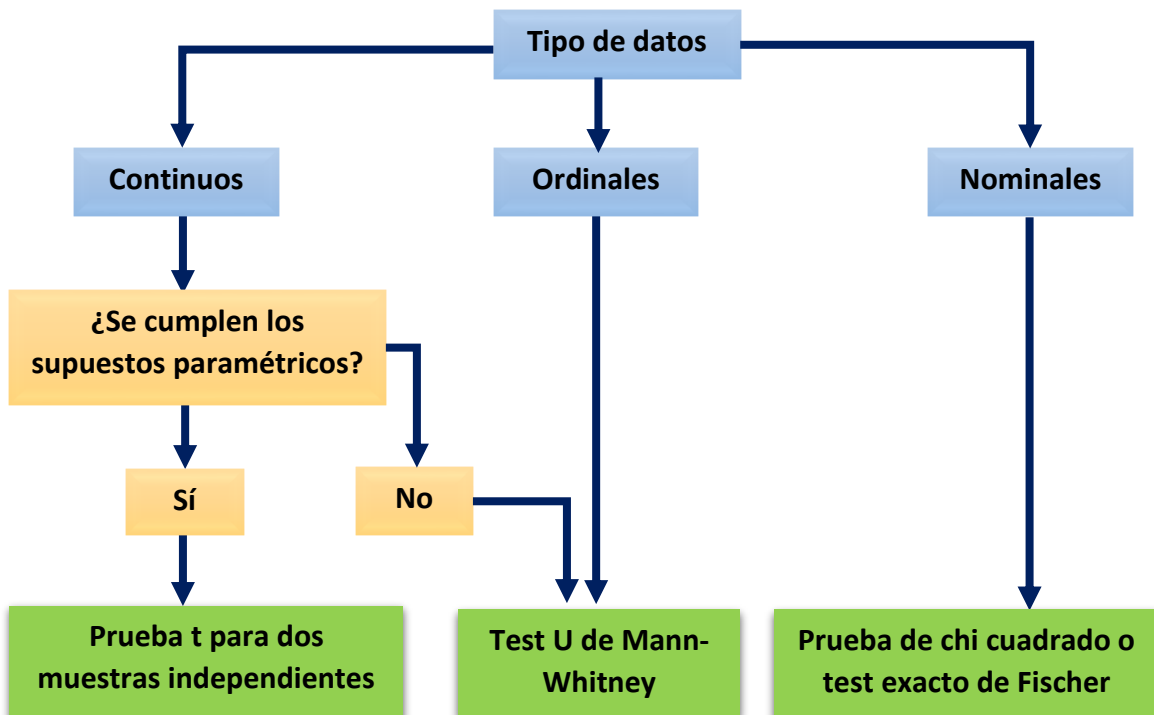 Tipo de datos
Continuos
Ordinales
Nominales
¿Se cumplen los
supuestos paramétricos?
Sí
No
Prueba t para dos
muestras independientes
Test U de Mann-
Whitney
Prueba de chi cuadrado o
test exacto de Fischer